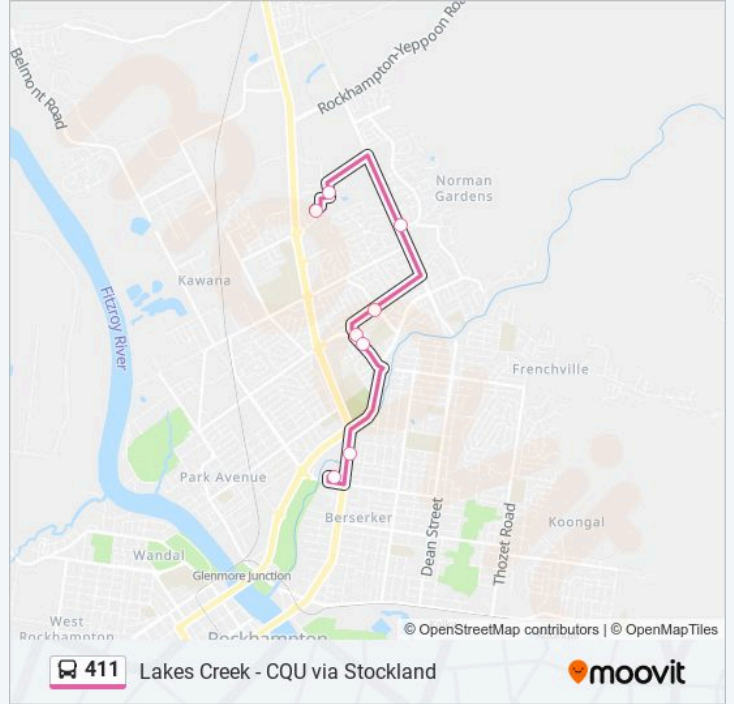 Belmont Road
Rockhampton-Yeppoon Roa
Norman
Gardens
Kawana
Fitzroy River
Frenchville
Park Avenue
Berserker
Dean Street
Thozet Road
Koongal
Wandal
Glenmore Junction
West
Rockhampton
Rockhampton
© OpenStreetMap contributors | © OpenMapTiles
411 Lakes Creek - CQU via Stockland
moovit